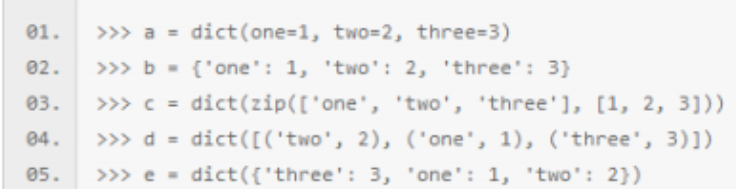 01. >>> a = dict(one=1, two=2, three=3)
02. >>> b = {'one': 1, 'two': 2, 'three': 3}
03. >>> c = dict(zip(['one', 'two', 'three'], [1, 2, 3]))
04. >>> d = dict([('two', 2), ('one', 1), ('three', 3)])
05. >>> e = dict({'three': 3, 'one': 1, 'two': 2})